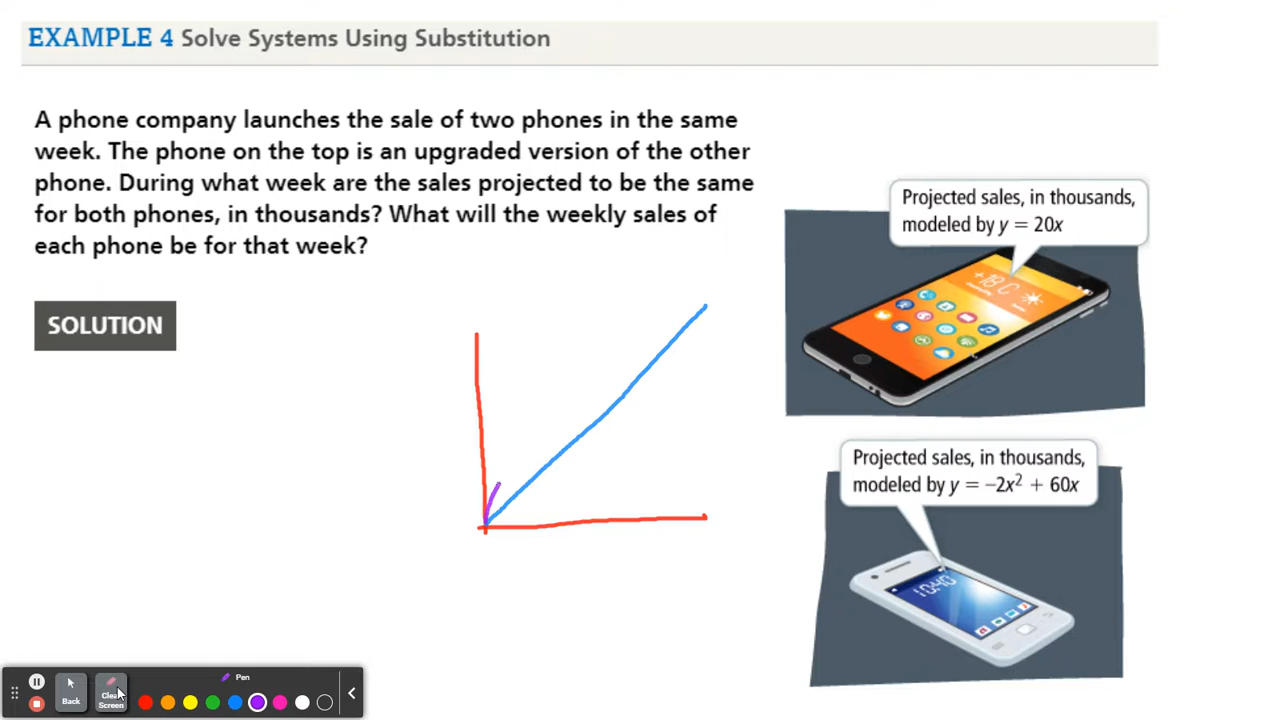 EXAMPLE 4 Solve Systems Using Substitution
A phone company launches the sale of two phones in the same
week. The phone on the top is an upgraded version of the other
phone. During what week are the sales projected to be the same
for both phones, in thousands? What will the weekly sales of
each phone be for that week?
SOLUTION
Projected sales, in thousands,
modeled by y = 20x
+18 C
Projected sales, in thousands,
modeled by y = –2x² + 60x
10:40
Pen
Back
Clear
Screen